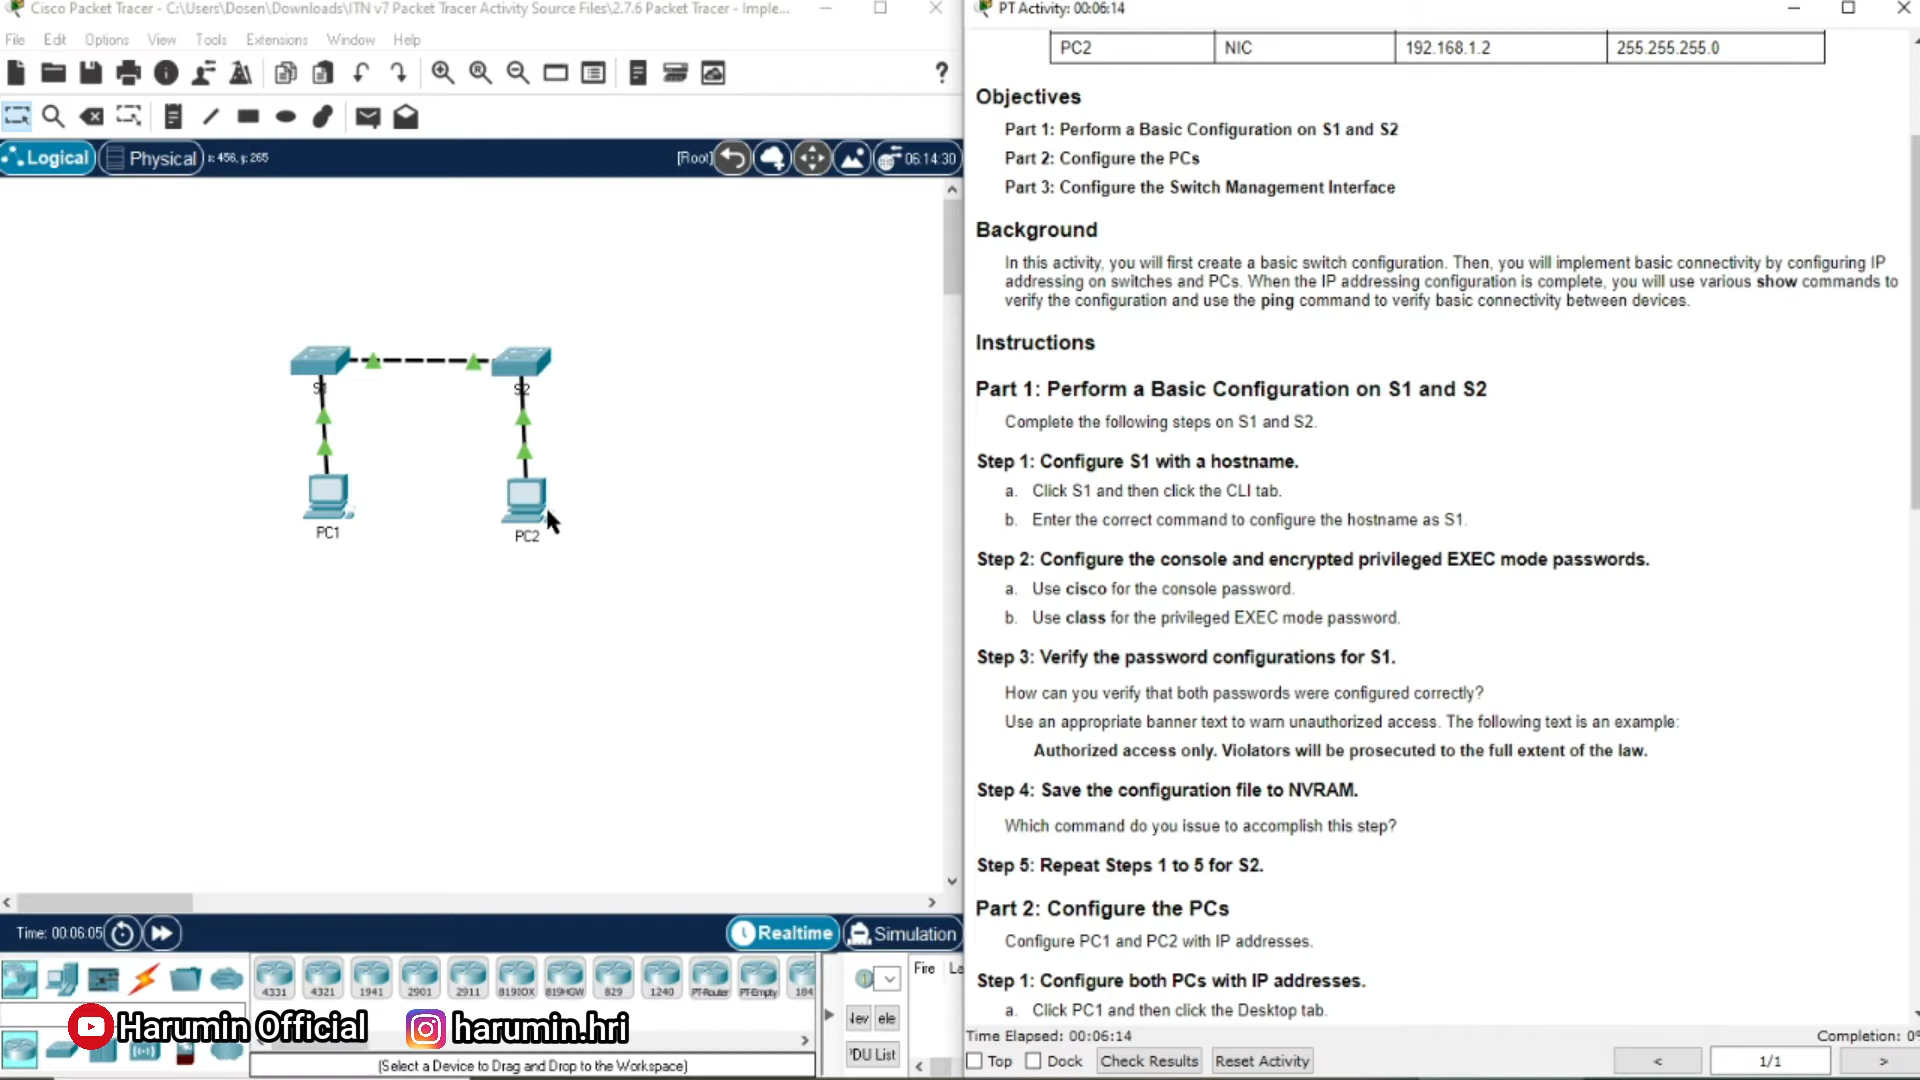 Cisco Packet Tracer - C:\Users\Dosen\Downloads\ITN v7 Packet Tracer Activity Source Files\2.7.6 Packet Tracer - Imple...
File Edit Options View Tools Extensions Window Help
Logical Physical x: 456, y: 265 [Root] 06:14:30
S1 S2
PC1 PC2
Time: 00:06:05 Realtime Simulation
4331 4321 1941 2901 2911 819IOX 819HGW 829 1240 PT-Router PT-Empty 184
Fire La
Harumin Official harumin.hri
(Select a Device to Drag and Drop to the Workspace)
PT Activity: 00:06:14
PC2 NIC 192.168.1.2 255.255.255.0
Objectives
Part 1: Perform a Basic Configuration on S1 and S2
Part 2: Configure the PCs
Part 3: Configure the Switch Management Interface
Background
In this activity, you will first create a basic switch configuration. Then, you will implement basic connectivity by configuring IP
addressing on switches and PCs. When the IP addressing configuration is complete, you will use various show commands to
verify the configuration and use the ping command to verify basic connectivity between devices.
Instructions
Part 1: Perform a Basic Configuration on S1 and S2
Complete the following steps on S1 and S2.
Step 1: Configure S1 with a hostname.
a. Click S1 and then click the CLI tab.
b. Enter the correct command to configure the hostname as S1.
Step 2: Configure the console and encrypted privileged EXEC mode passwords.
a. Use cisco for the console password.
b. Use class for the privileged EXEC mode password.
Step 3: Verify the password configurations for S1.
How can you verify that both passwords were configured correctly?
Use an appropriate banner text to warn unauthorized access. The following text is an example:
Authorized access only. Violators will be prosecuted to the full extent of the law.
Step 4: Save the configuration file to NVRAM.
Which command do you issue to accomplish this step?
Step 5: Repeat Steps 1 to 5 for S2.
Part 2: Configure the PCs
Configure PC1 and PC2 with IP addresses.
Step 1: Configure both PCs with IP addresses.
a. Click PC1 and then click the Desktop tab.
Time Elapsed: 00:06:14 Completion: 0%
Top Dock Check Results Reset Activity < 1/1 >